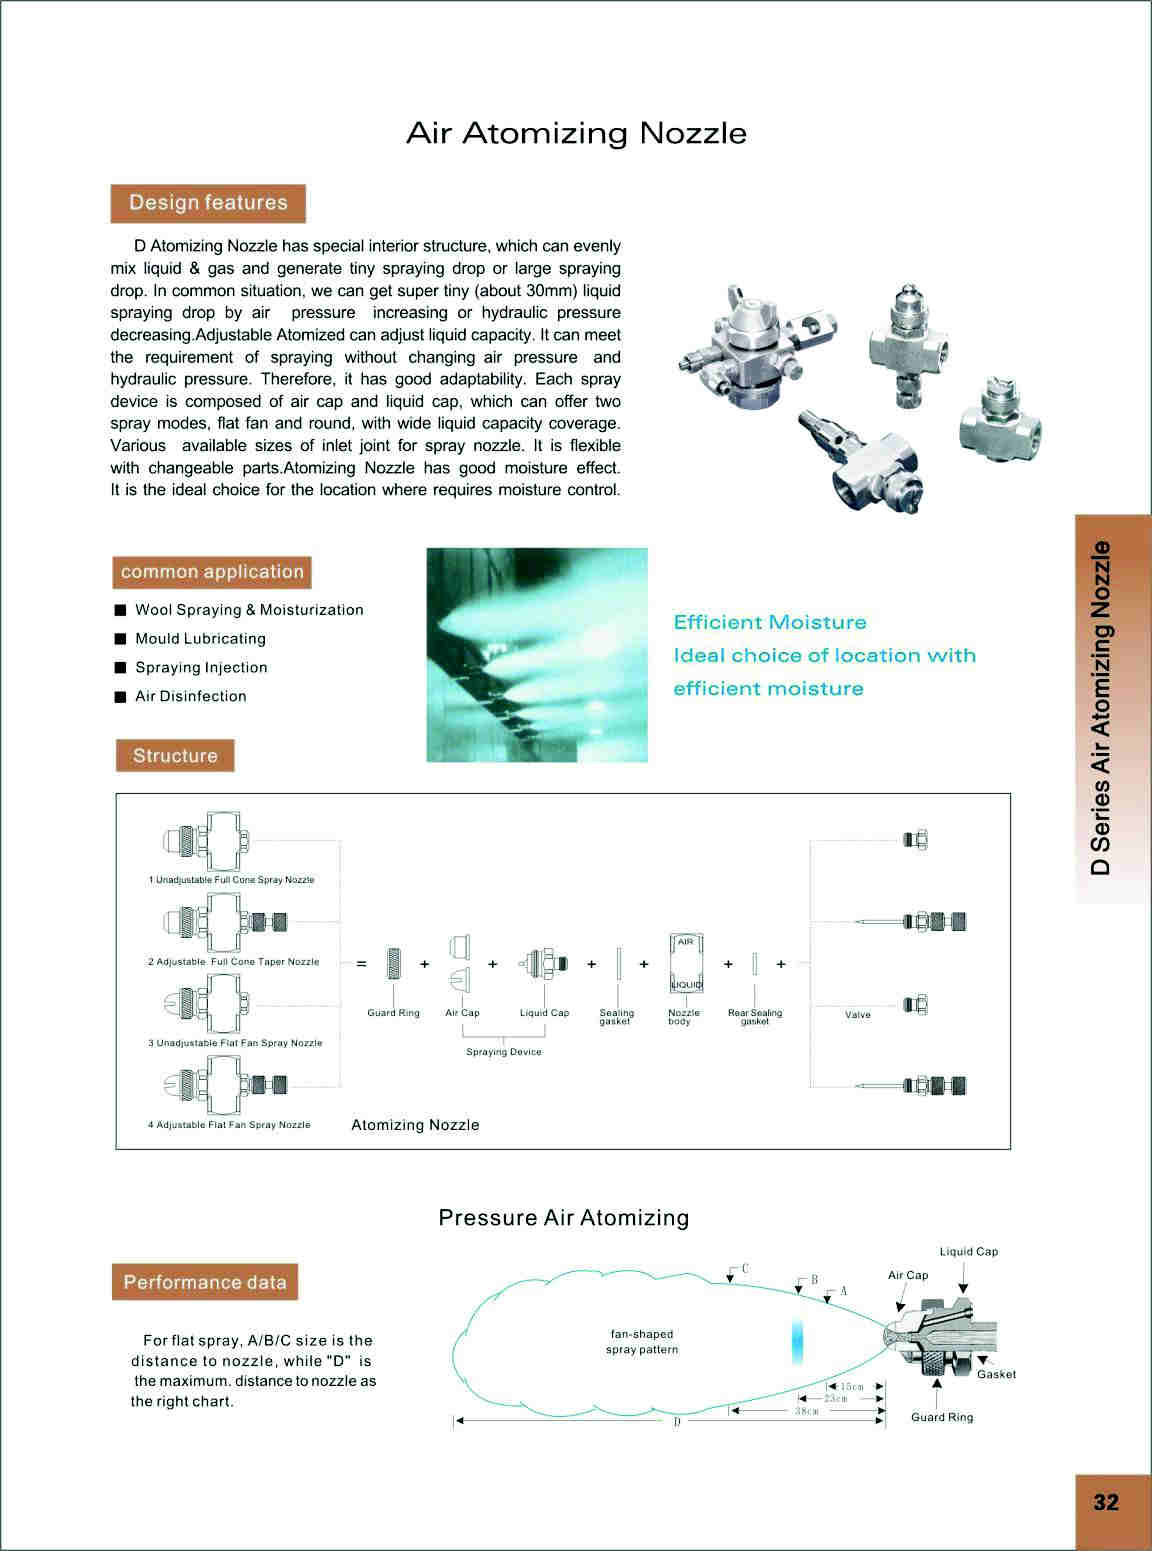 Air Atomizing Nozzle
Design features
D Atomizing Nozzle has special interior structure, which can evenly
mix liquid & gas and generate tiny spraying drop or large spraying
drop. In common situation, we can get super tiny (about 30mm) liquid
spraying drop by air pressure increasing or hydraulic pressure
decreasing.Adjustable Atomized can adjust liquid capacity. It can meet
the requirement of spraying without changing air pressure and
hydraulic pressure. Therefore, it has good adaptability. Each spray
device is composed of air cap and liquid cap, which can offer two
spray modes, flat fan and round, with wide liquid capacity coverage.
Various available sizes of inlet joint for spray nozzle. It is flexible
with changeable parts.Atomizing Nozzle has good moisture effect.
It is the ideal choice for the location where requires moisture control.
common application
■ Wool Spraying & Moisturization
■ Mould Lubricating
■ Spraying Injection
■ Air Disinfection
Efficient Moisture
Ideal choice of location with
efficient moisture
D Series Air Atomizing Nozzle
Structure
1 Unadjustable Full Cone Spray Nozzle
2 Adjustable Full Cone Taper Nozzle
3 Unadjustable Flat Fan Spray Nozzle
4 Adjustable Flat Fan Spray Nozzle
= + + + + + +
AIR
LIQUID
Guard Ring
Air Cap
Liquid Cap
Sealing
gasket
Nozzle
body
Rear Sealing
gasket
Valve
Spraying Device
Atomizing Nozzle
Pressure Air Atomizing
Performance data
For flat spray, A/B/C size is the
distance to nozzle, while "D" is
the maximum. distance to nozzle as
the right chart.
C
B
A
Liquid Cap
Air Cap
fan-shaped
spray pattern
Gasket
Guard Ring
15cm
23cm
38cm
D
32